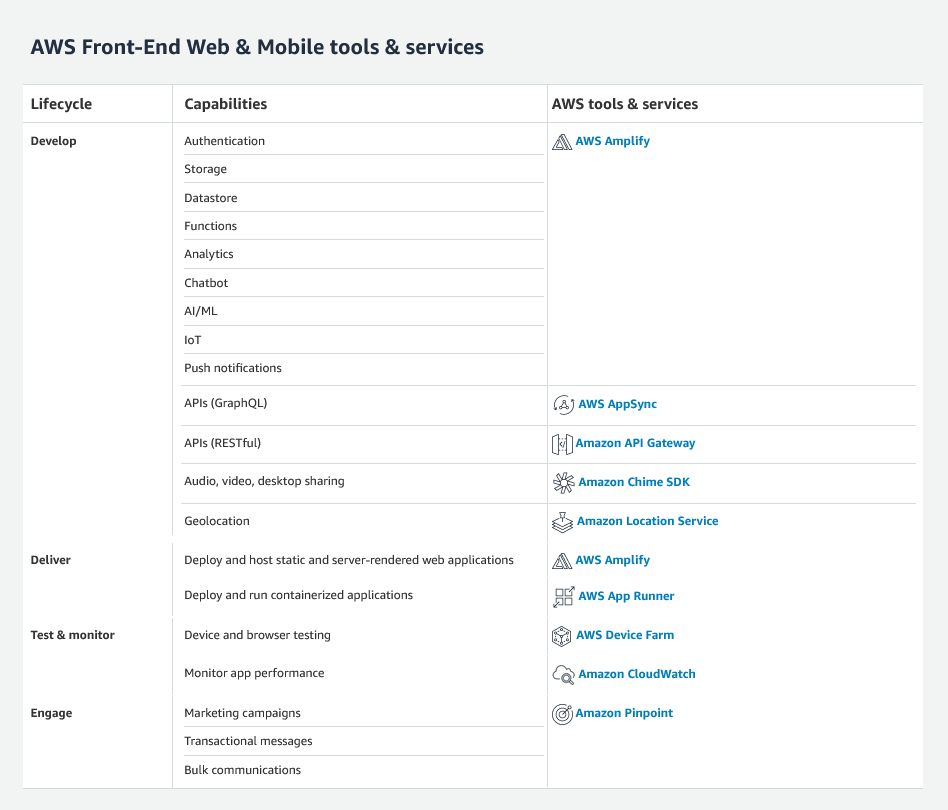 AWS Front-End Web & Mobile tools & services
Lifecycle Capabilities AWS tools & services
Develop Authentication AWS Amplify
Storage
Datastore
Functions
Analytics
Chatbot
AI/ML
IoT
Push notifications
APIs (GraphQL) AWS AppSync
APIs (RESTful) Amazon API Gateway
Audio, video, desktop sharing Amazon Chime SDK
Geolocation Amazon Location Service
Deliver Deploy and host static and server-rendered web applications AWS Amplify
Deploy and run containerized applications AWS App Runner
Test & monitor Device and browser testing AWS Device Farm
Monitor app performance Amazon CloudWatch
Engage Marketing campaigns Amazon Pinpoint
Transactional messages
Bulk communications